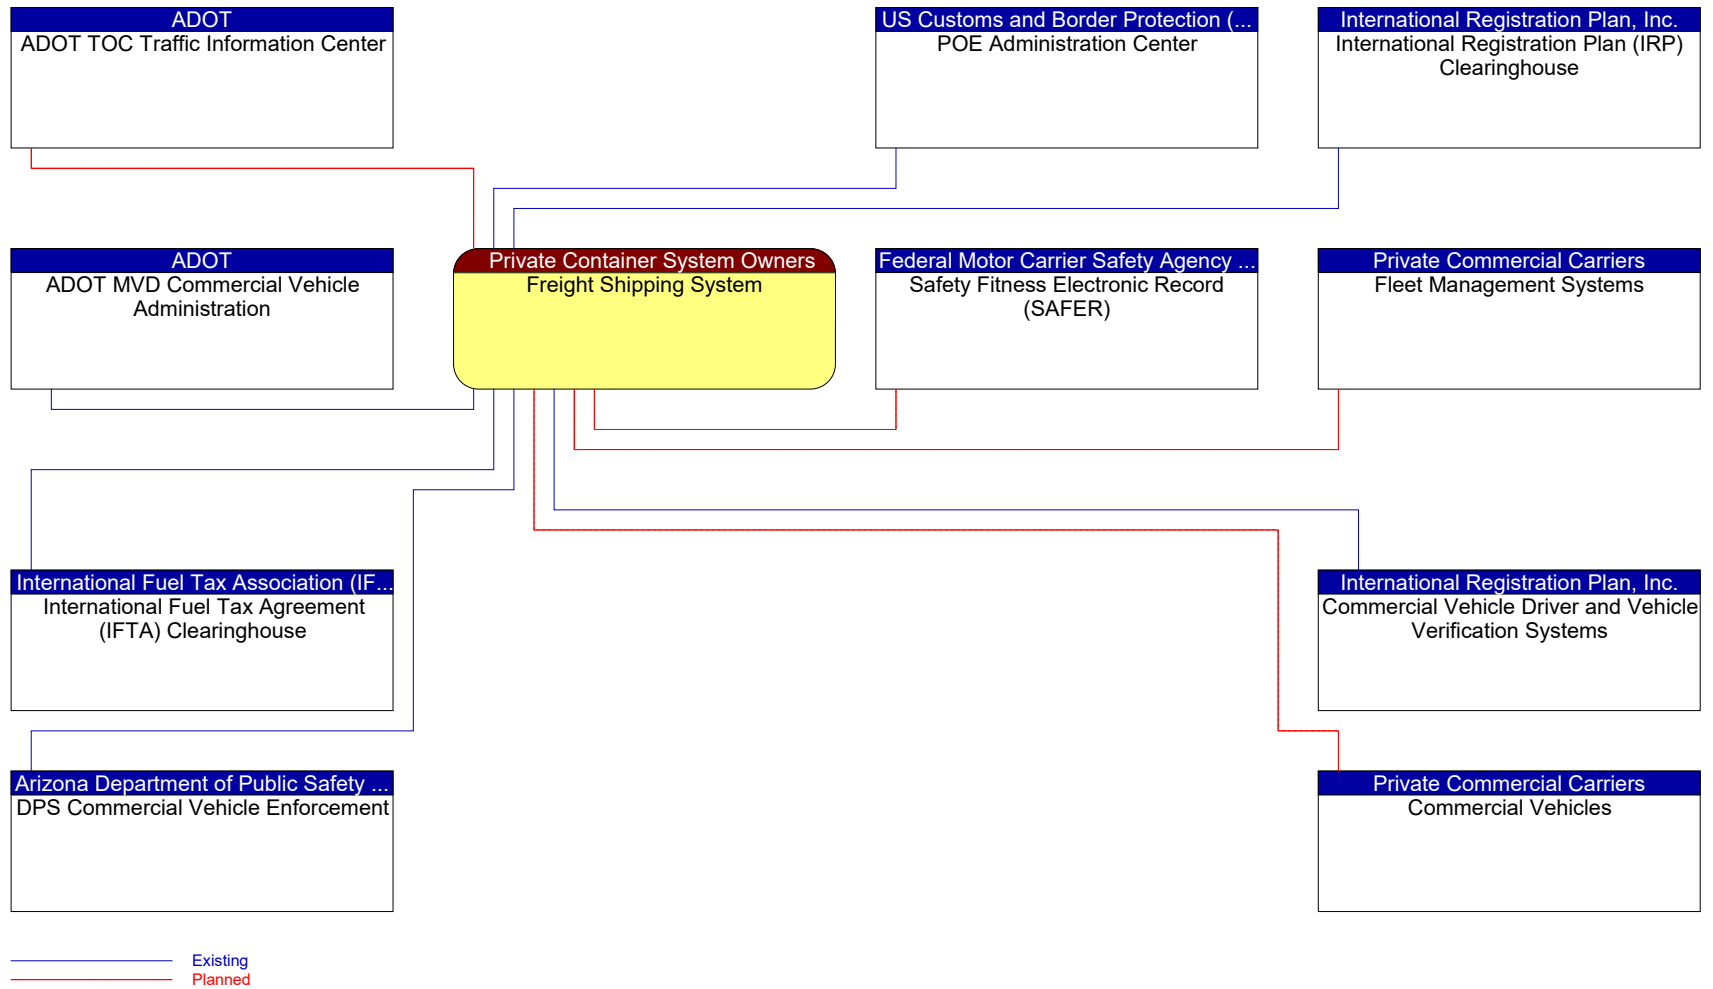 ADOT
ADOT TOC Traffic Information Center
US Customs and Border Protection (...
POE Administration Center
International Registration Plan, Inc.
International Registration Plan (IRP)
Clearinghouse
ADOT
ADOT MVD Commercial Vehicle
Administration
Private Container System Owners
Freight Shipping System
Federal Motor Carrier Safety Agency ...
Safety Fitness Electronic Record
(SAFER)
Private Commercial Carriers
Fleet Management Systems
International Fuel Tax Association (IF...
International Fuel Tax Agreement
(IFTA) Clearinghouse
International Registration Plan, Inc.
Commercial Vehicle Driver and Vehicle
Verification Systems
Arizona Department of Public Safety ...
DPS Commercial Vehicle Enforcement
Private Commercial Carriers
Commercial Vehicles
Existing
Planned